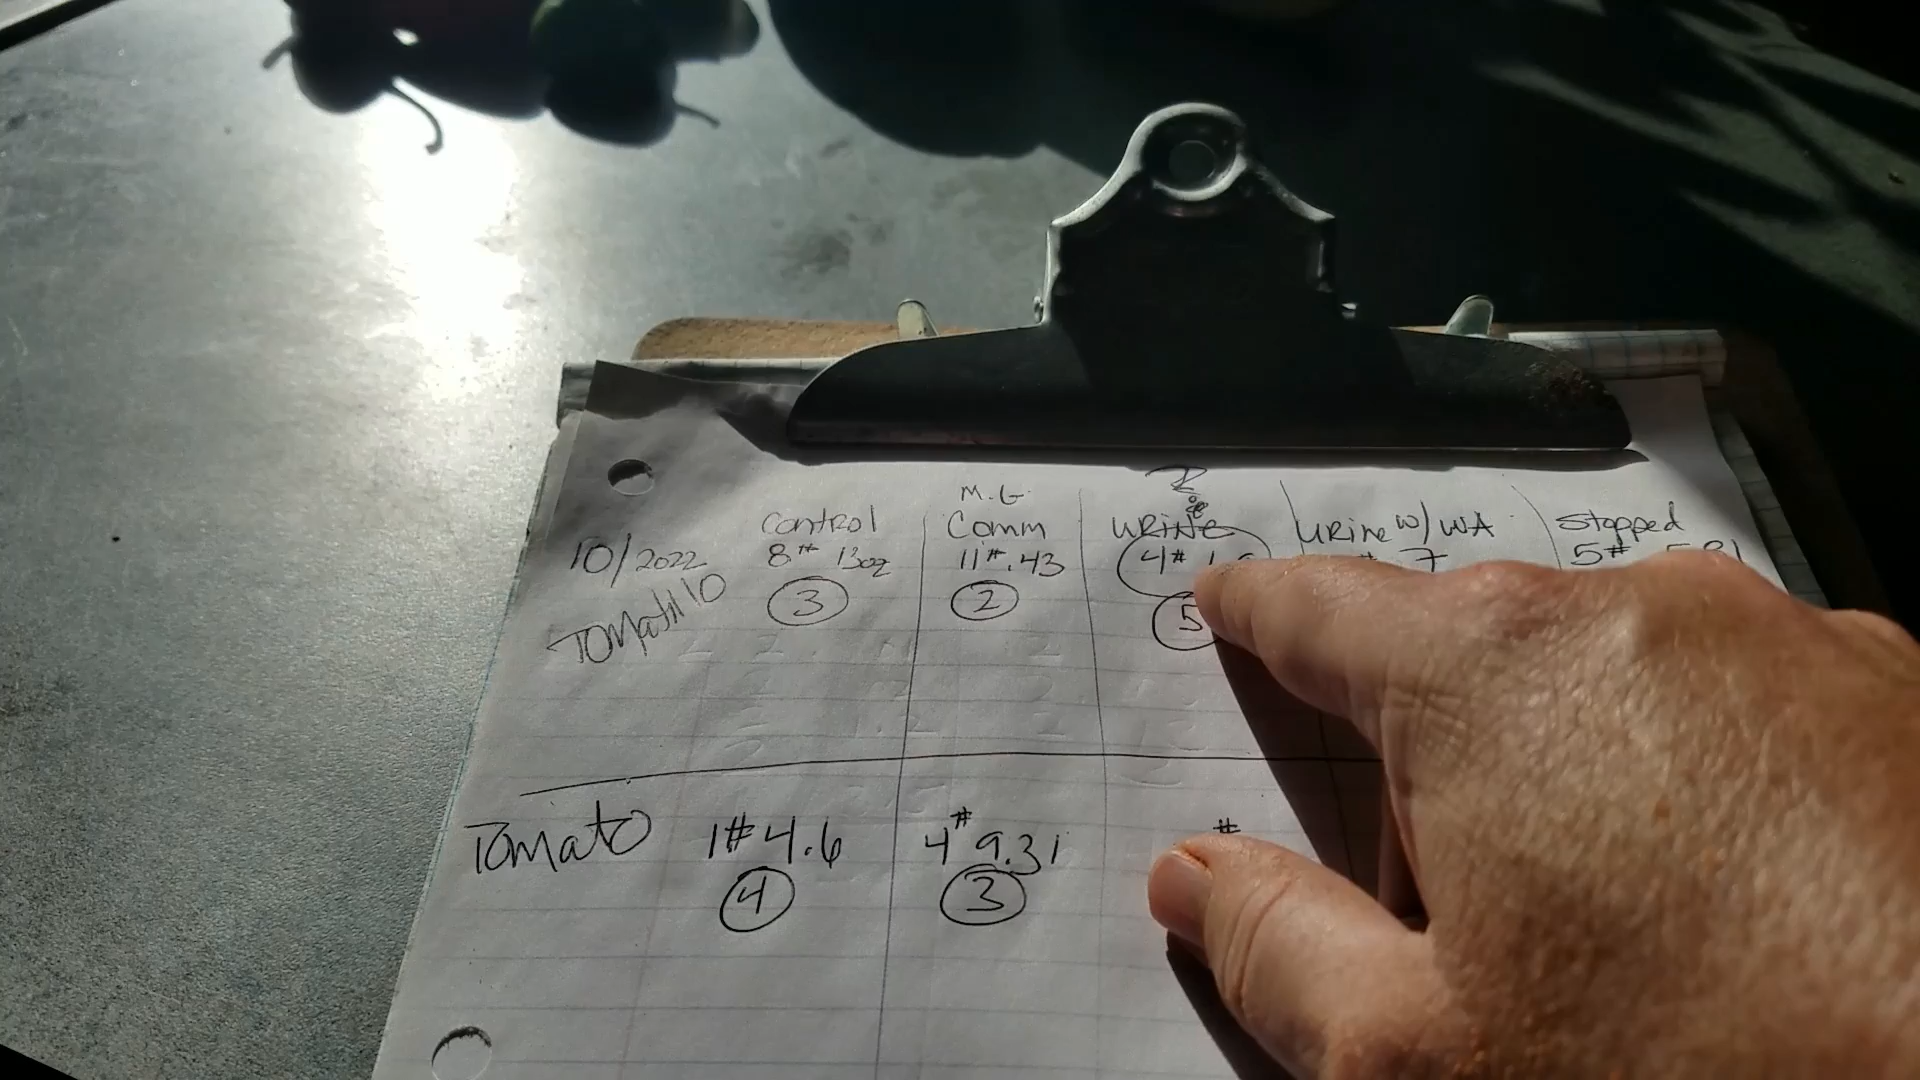 M.G.
Control Comm URINE URine w/ WA Stopped
10/2022 8# 13oz 11#.43 4# 7 5#
TOMatillo 3 2 5
Tomato 1#4.6 4#9.31 #
4 3